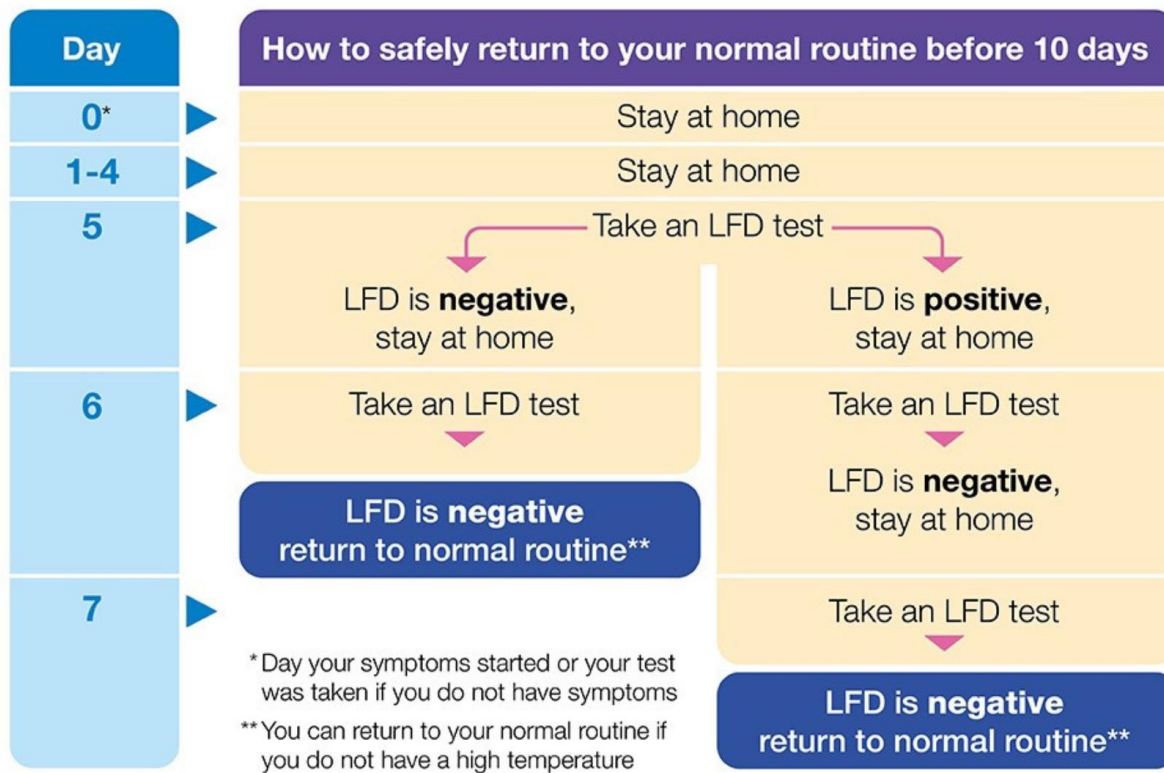 Day
How to safely return to your normal routine before 10 days
0*
Stay at home
1-4
Stay at home
5
Take an LFD test
LFD is negative,
stay at home
LFD is positive,
stay at home
6
Take an LFD test
LFD is negative
return to normal routine**
Take an LFD test
LFD is negative,
stay at home
7
Take an LFD test
LFD is negative
return to normal routine**
* Day your symptoms started or your test
was taken if you do not have symptoms
** You can return to your normal routine if
you do not have a high temperature